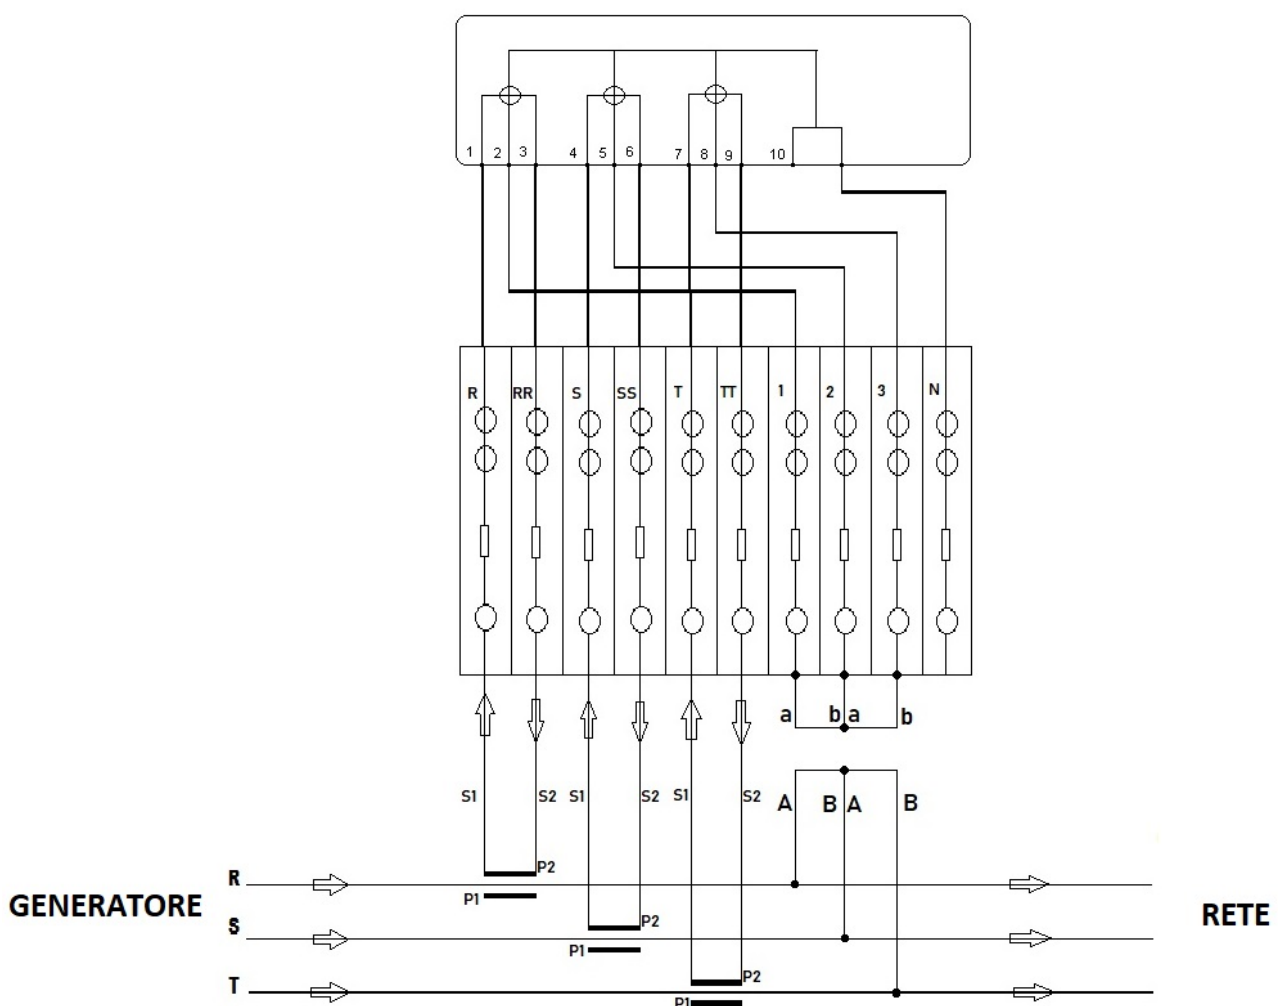 1 2 3 4 5 6 7 8 9 10
R RR S SS T TT 1 2 3 N
a b a b
S1 S2 S1 S2 S1 S2 A B A B
P2
R
P1
GENERATORE
RETE
P2
S
P1
P2
T
P1